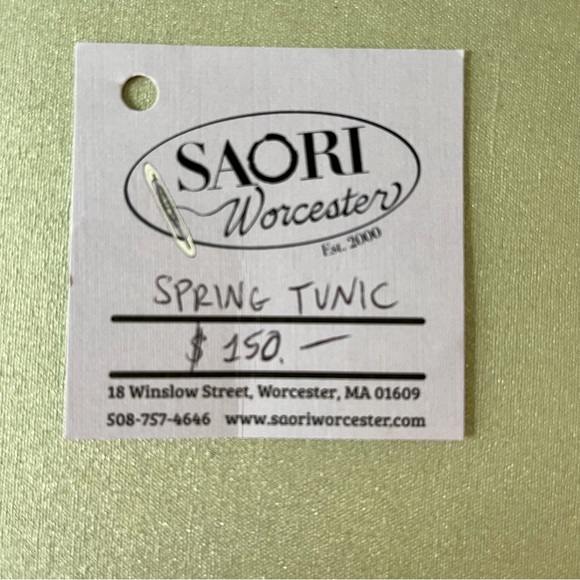 SAORI
Worcester
Est. 2000
SPRING TUNIC
$ 150. —
18 Winslow Street, Worcester, MA 01609
508-757-4646 www.saoriworcester.com